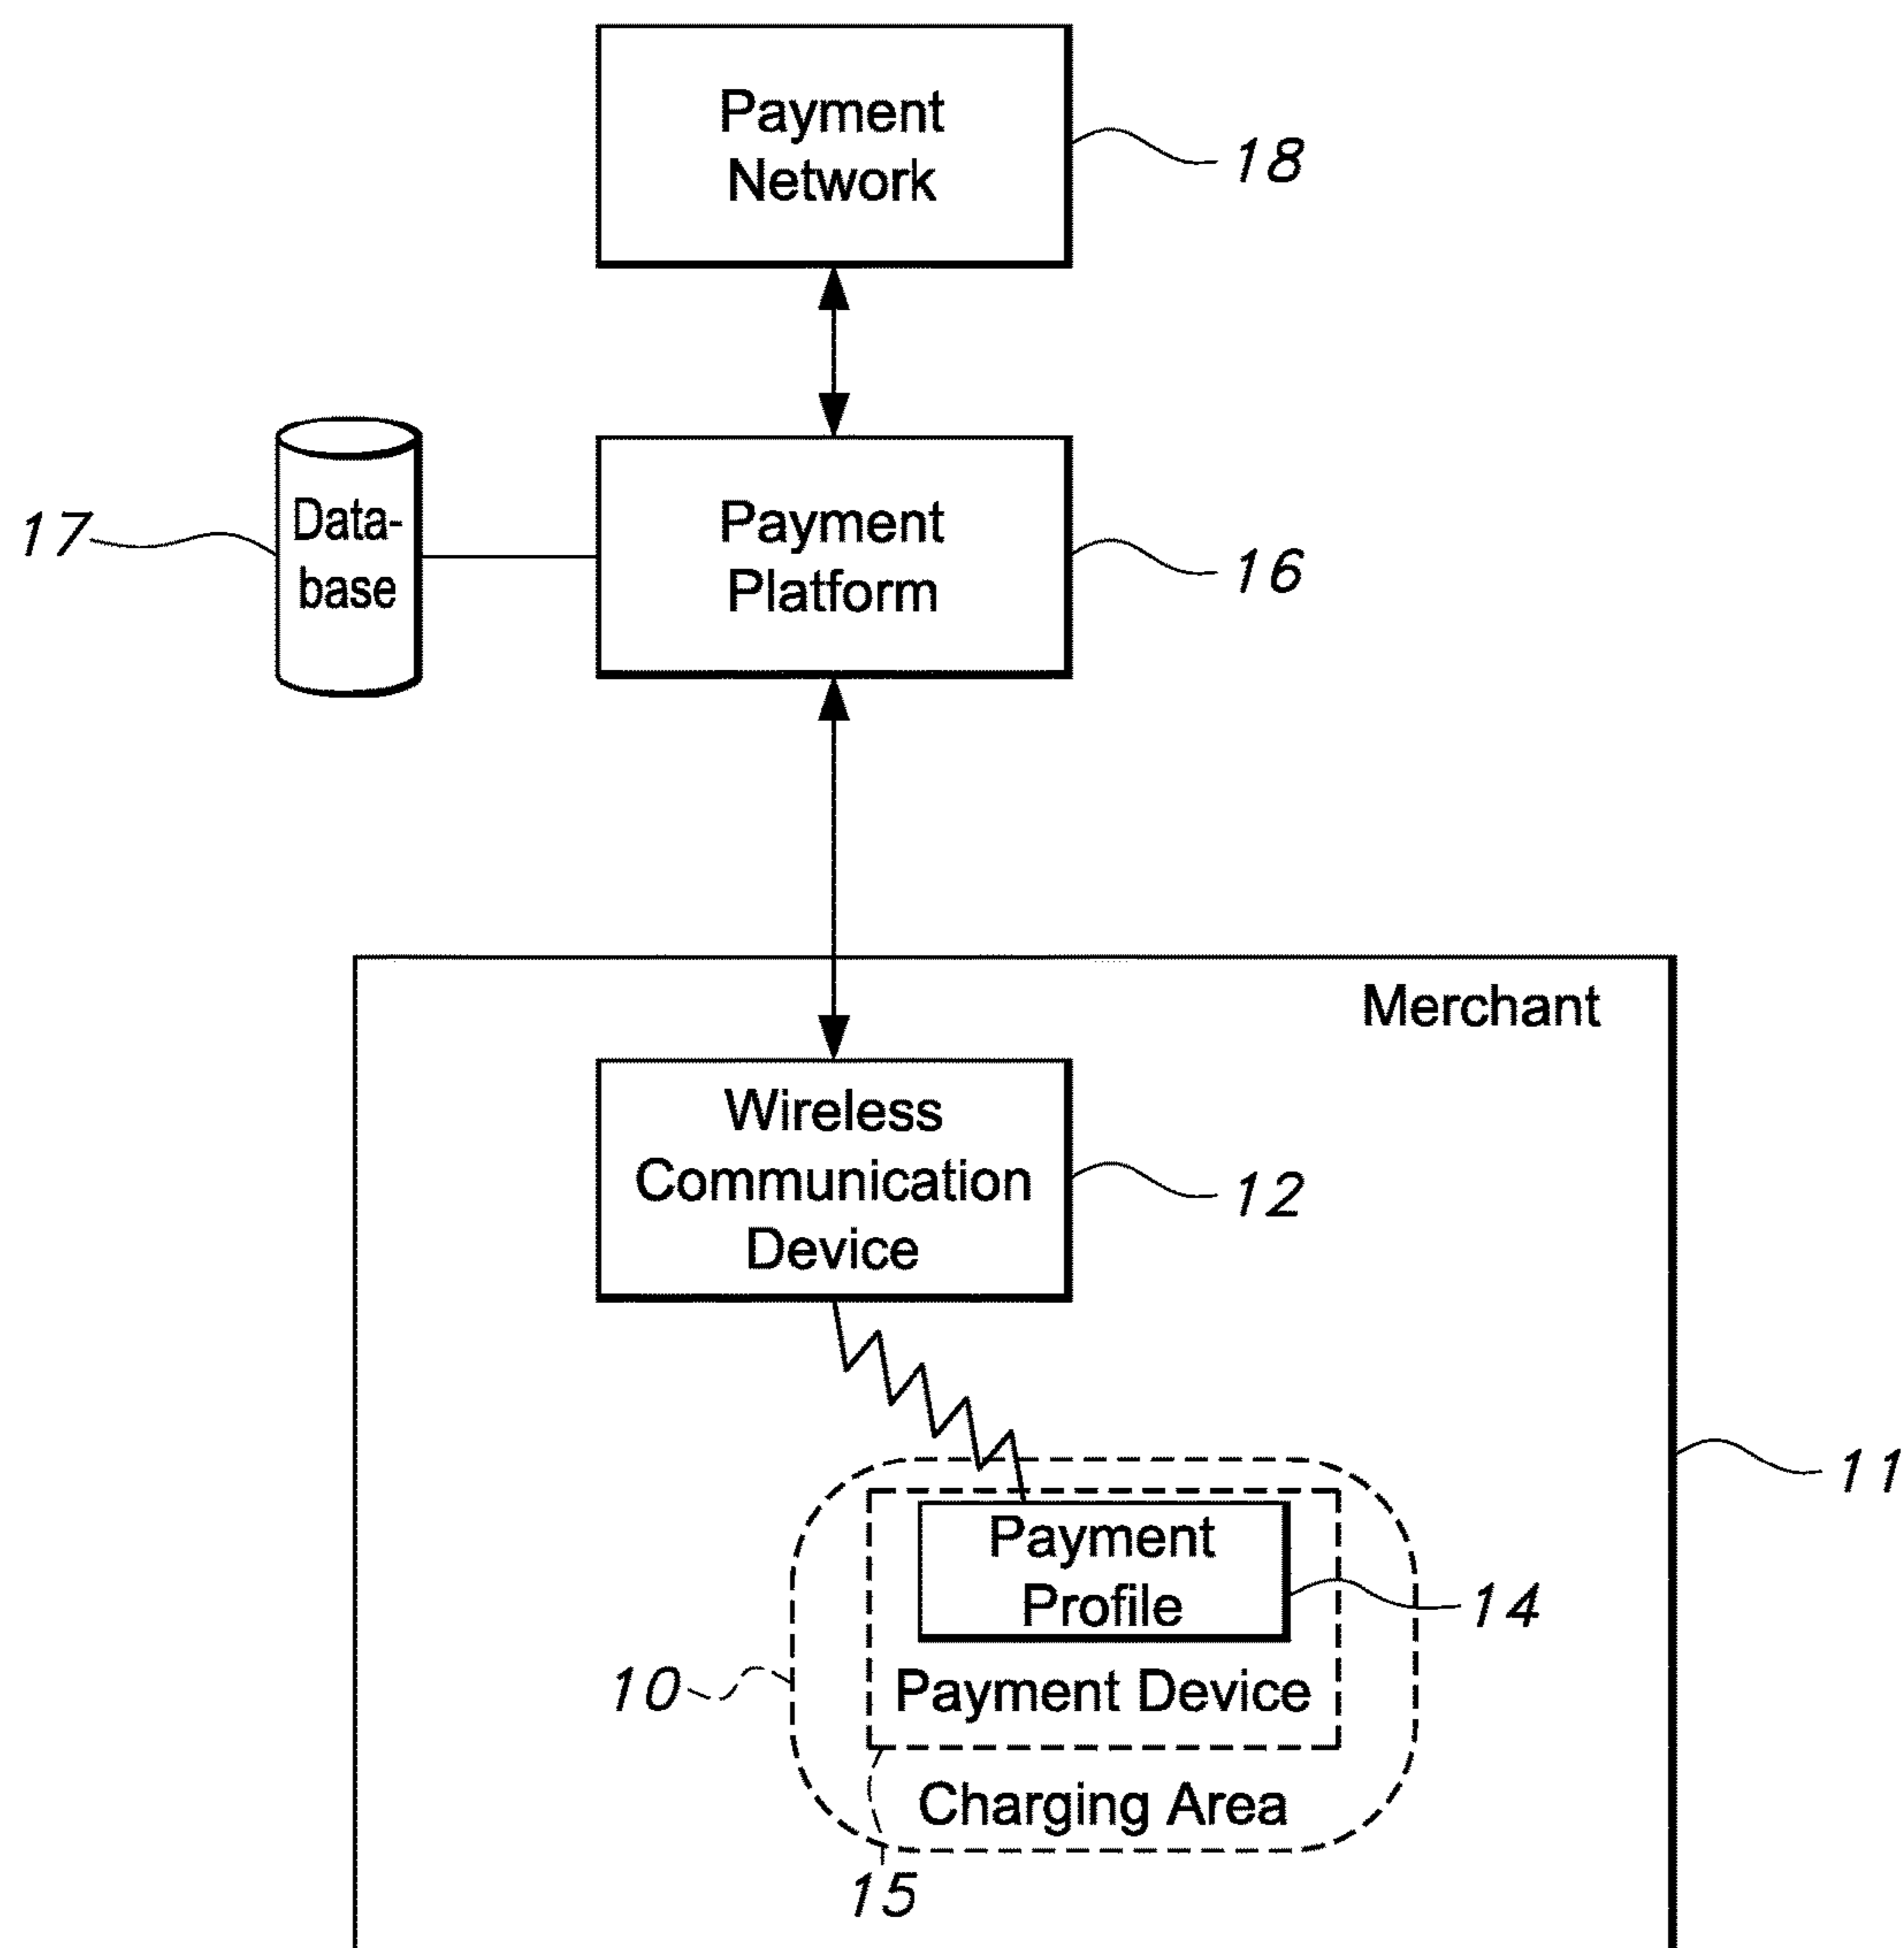 Payment
Network
18
Data-
base
17
Payment
Platform
16
Merchant
Wireless
Communication
Device
12
11
Payment
Profile
14
10
Payment Device
Charging Area
15